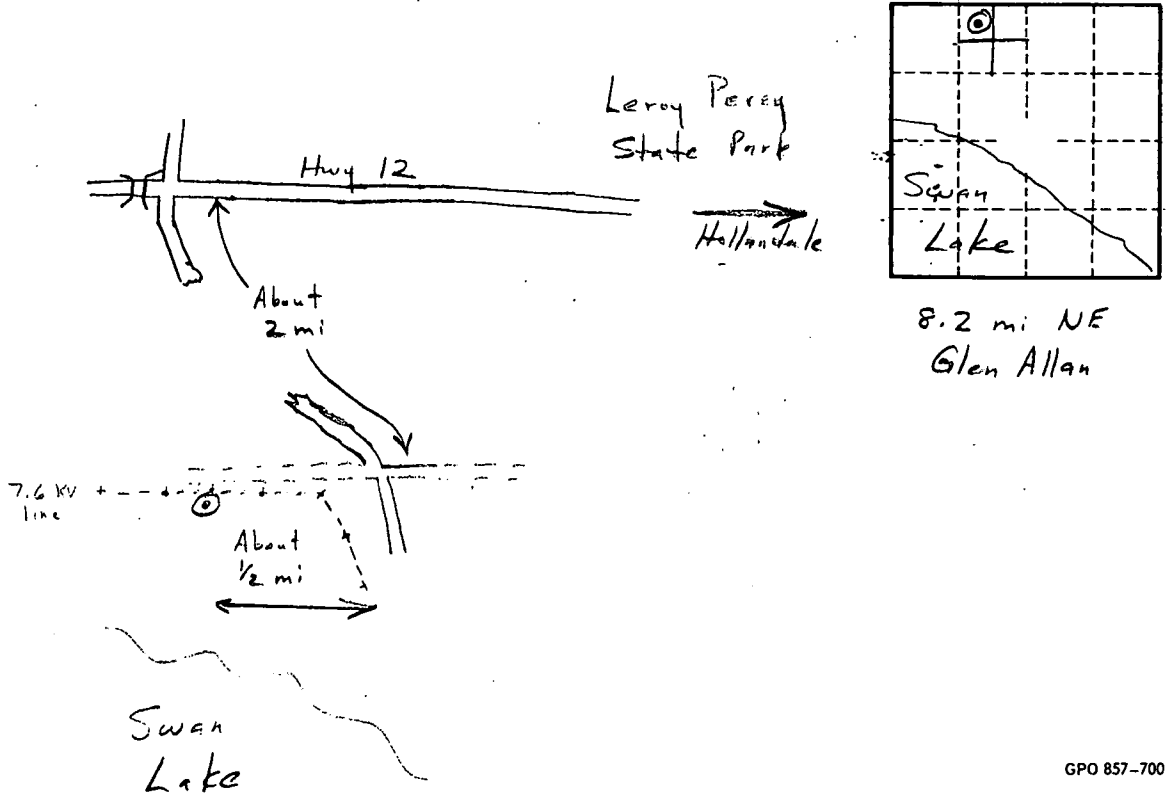 Leroy Percy
State Park
Hwy 12
Hollandale
Swan
Lake
8.2 mi NE
Glen Allan
About
2 mi
7.6 KV
line
About
1/2 mi
Swan
Lake
GPO 857-700